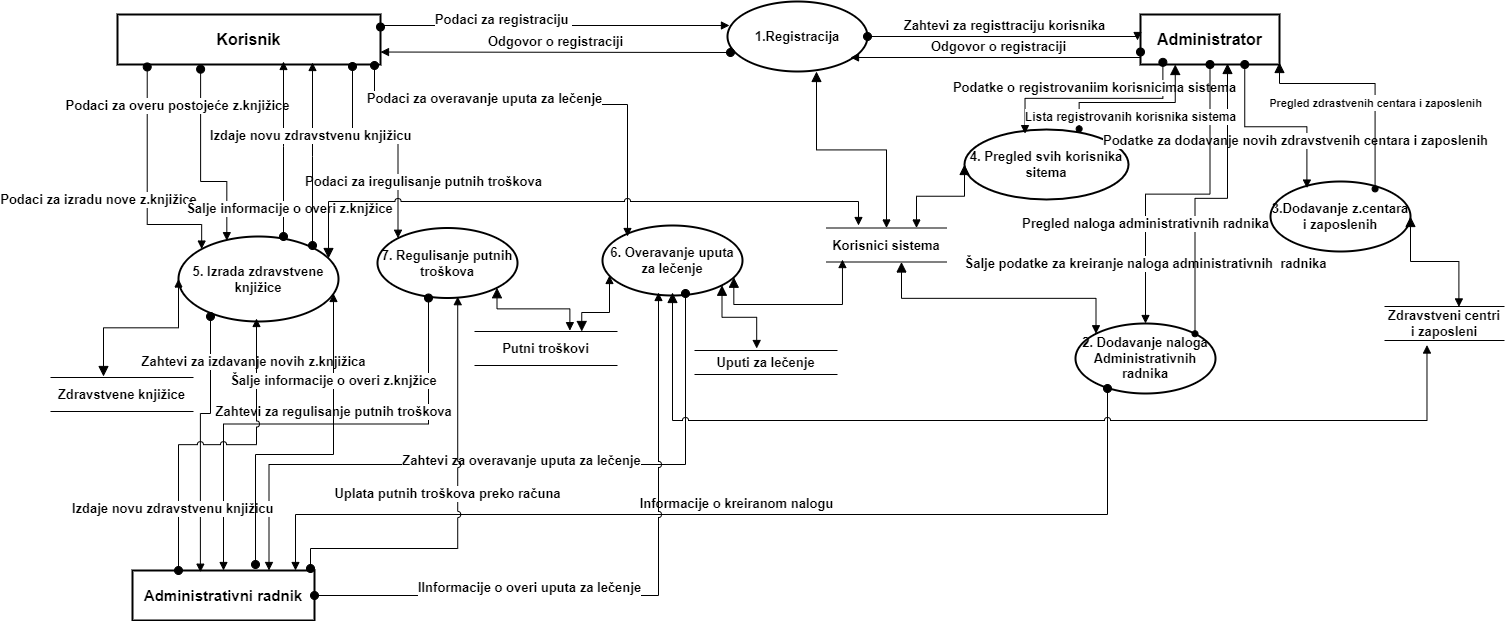 Podaci za registraciju
Zahtevi za registtraciju korisnika
Korisnik
1.Registracija
Administrator
Odgovor o registraciji
Odgovor o registraciji
Podatke o registrovaniim korisnicima sistema
Podaci za overavanje uputa za lečenje
Podaci za overu postojeće z.knjižice
Pregled zdrastvenih centara i zaposlenih
Lista registrovanih korisnika sistema
Izdaje novu zdravstvenu knjižicu
Podatke za dodavanje novih zdravstvenih centara i zaposlenih
4. Pregled svih korisnika
sitema
Podaci za iregulisanje putnih troškova
Podaci za izradu nove z.knjižice
Šalje informacije o overi z.knjižice
3.Dodavanje z.centara
i zaposlenih
Pregled naloga administrativnih radnika
Korisnici sistema
7. Regulisanje putnih
troškova
6. Overavanje uputa
za lečenje
Šalje podatke za kreiranje naloga administrativnih  radnika
5. Izrada zdravstvene
knjižice
Zdravstveni centri
i zaposleni
Putni troškovi
2. Dodavanje naloga
Administrativnih
radnika
Uputi za lečenje
Zahtevi za izdavanje novih z.knjižica
Šalje informacije o overi z.knjžice
Zdravstvene knjižice
Zahtevi za regulisanje putnih troškova
Zahtevi za overavanje uputa za lečenje
Uplata putnih troškova preko računa
Informacije o kreiranom nalogu
Izdaje novu zdravstvenu knjižicu
IInformacije o overi uputa za lečenje
Administrativni radnik